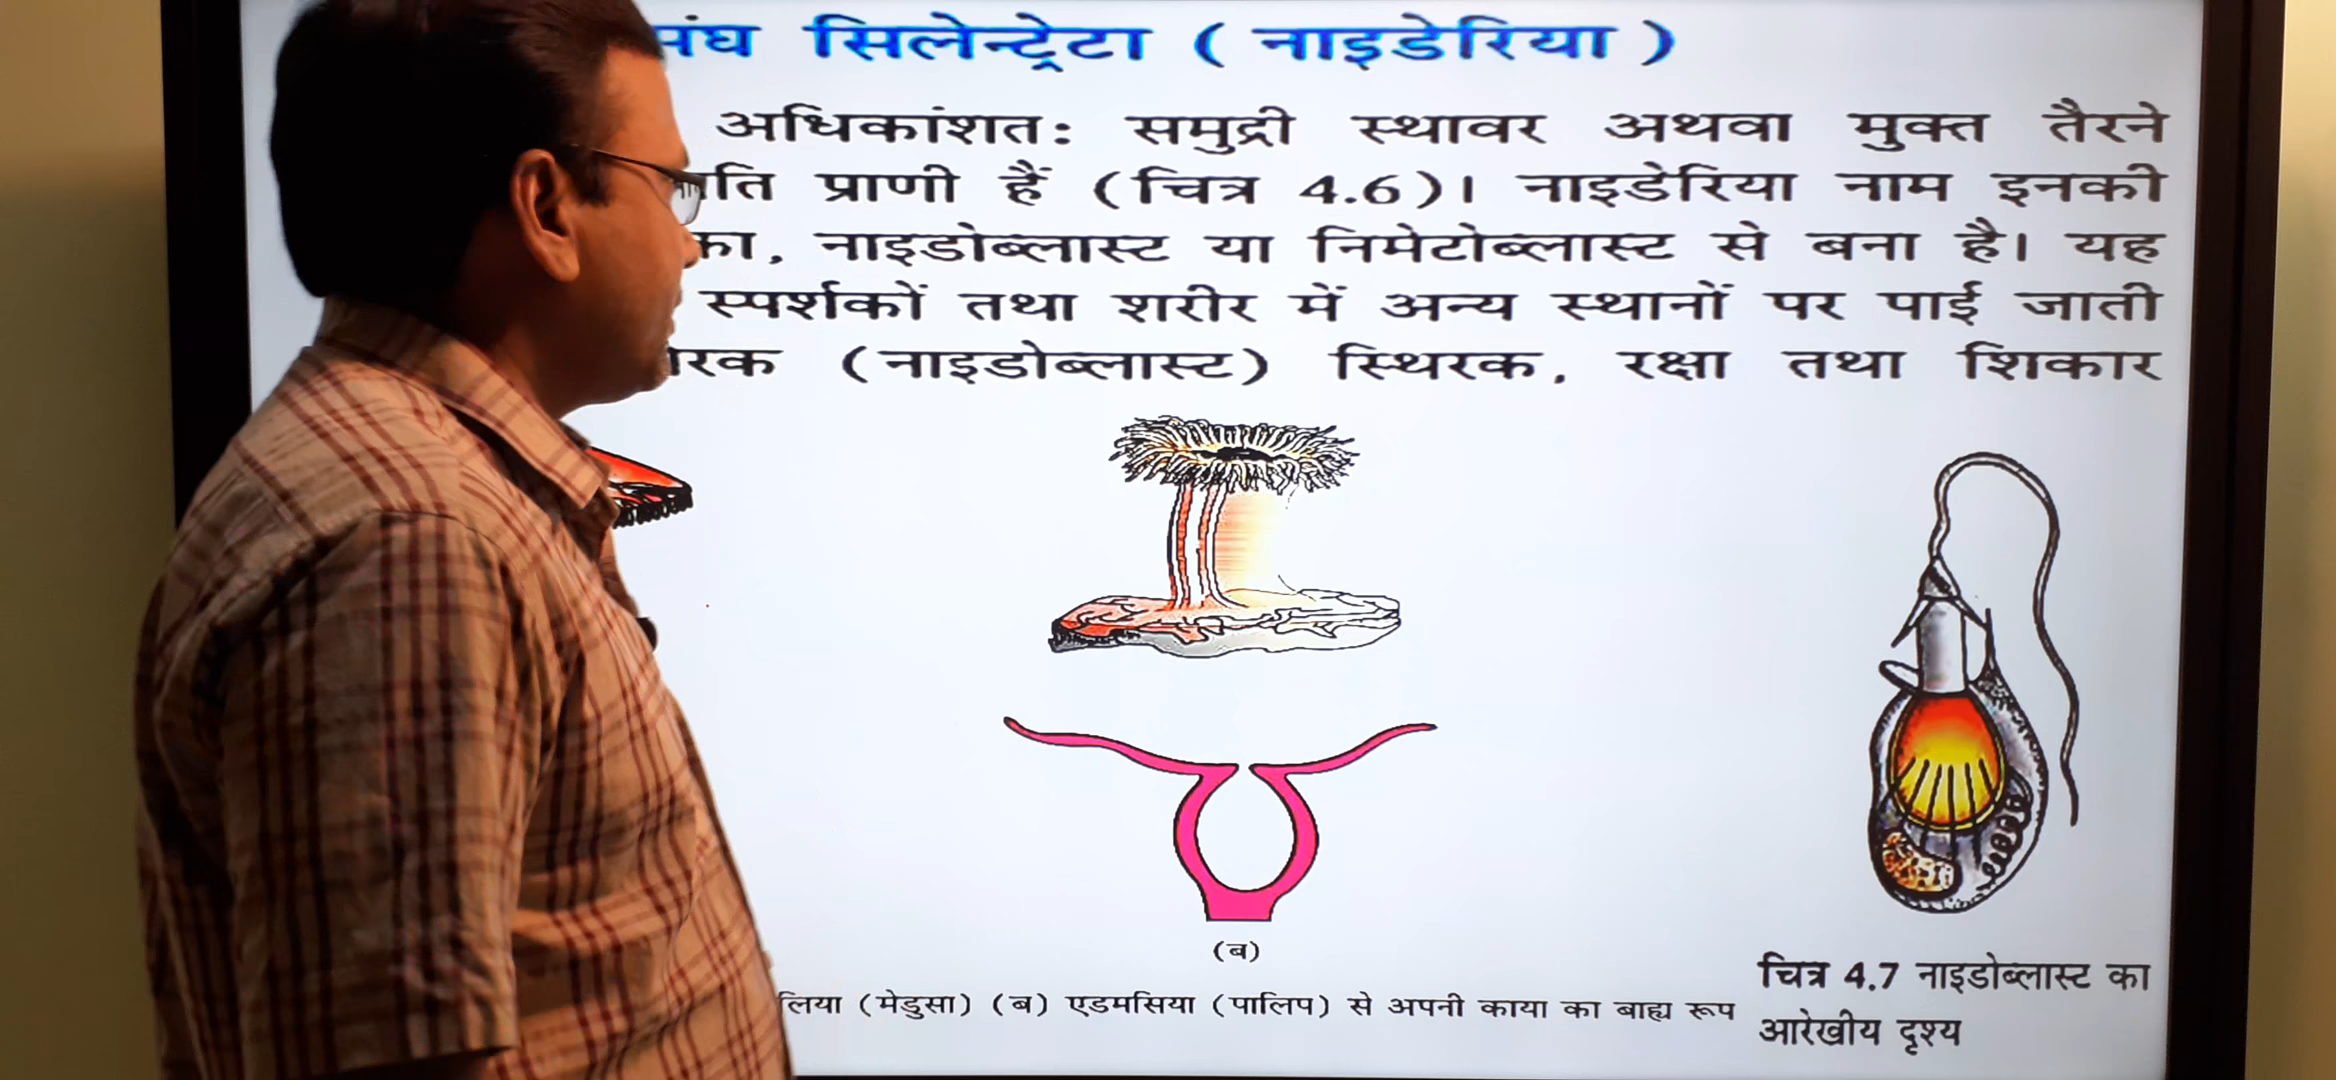 संघ सिलेन्ट्रेटा ( नाइडेरिया )
अधिकांशतः समुद्री स्थावर अथवा मुक्त तैरने
प्राणी हैं (चित्र 4.6)। नाइडेरिया नाम इनकी
नाइडोब्लास्ट या निमेटोब्लास्ट से बना है। यह
स्पर्शकों तथा शरीर में अन्य स्थानों पर पाई जाती
(नाइडोब्लास्ट) स्थिरक, रक्षा तथा शिकार
(ब)
लिया (मेडुसा) (ब) एडमसिया (पालिप) से अपनी काया का बाह्य रूप
चित्र 4.7 नाइडोब्लास्ट का
आरेखीय दृश्य